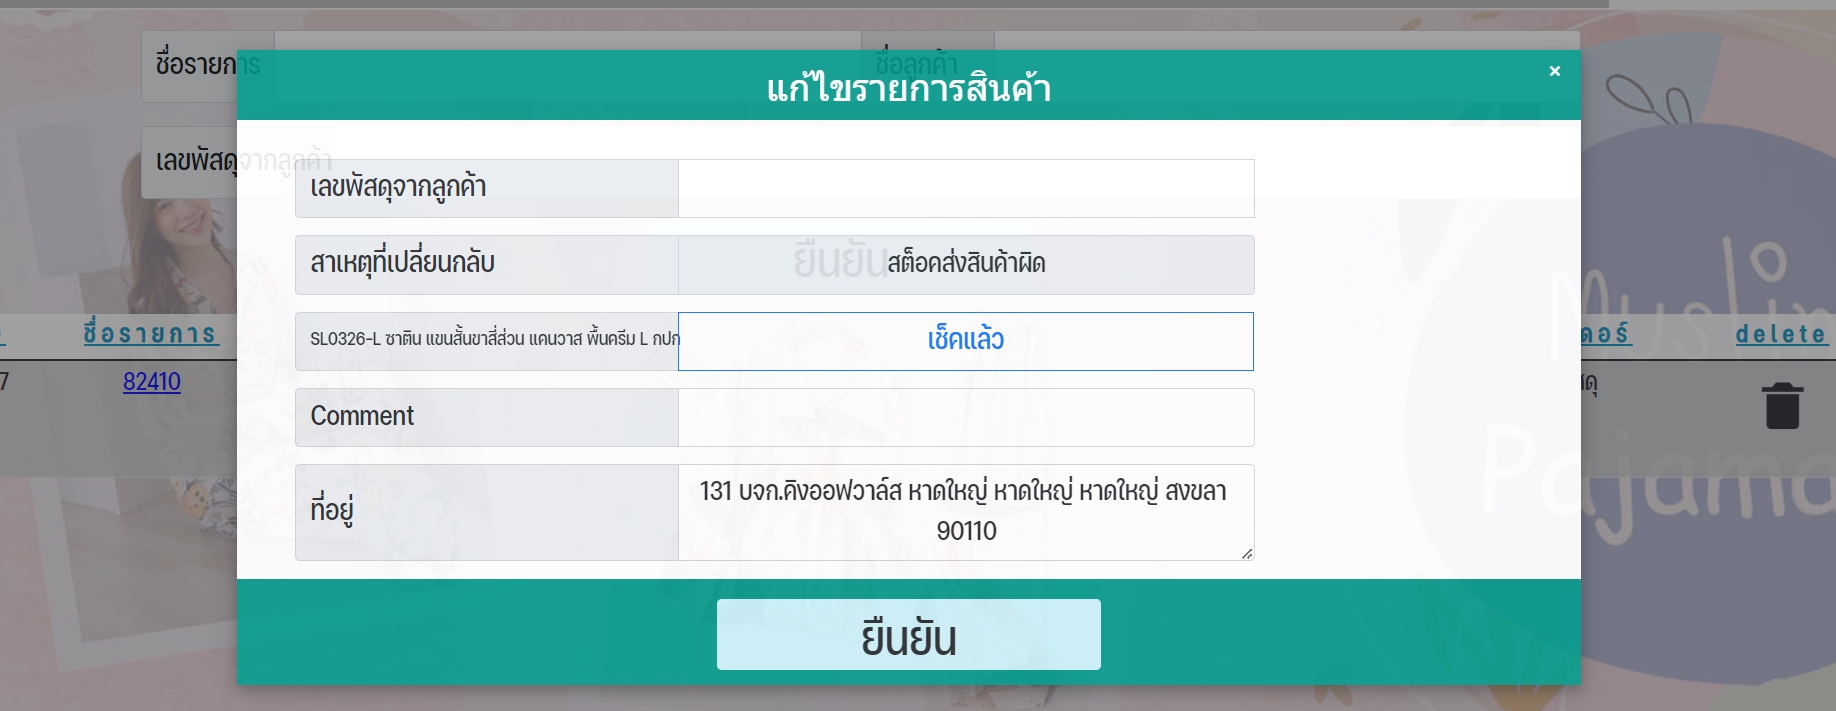 ชื่อรายการ
ชื่อลูกค้า
แก้ไขรายการสินค้า
×
เลขพัสดุจากลูกค้า
เลขพัสดุจากลูกค้า
สาเหตุที่เปลี่ยนกลับ
ยืนยัน
สต็อคส่งสินค้าผิด
SL0326-L ซาติน แขนสั้นขาสี่ส่วน แคนวาส พื้นครีม L กปก
เช็คแล้ว
Comment
ที่อยู่
131 บจก.คิงออฟวาล์ส หาดใหญ่ หาดใหญ่ หาดใหญ่ สงขลา
90110
ยืนยัน
ชื่อรายการ
ดอร์
delete
7
82410
สดุ
Muslin
Pajama